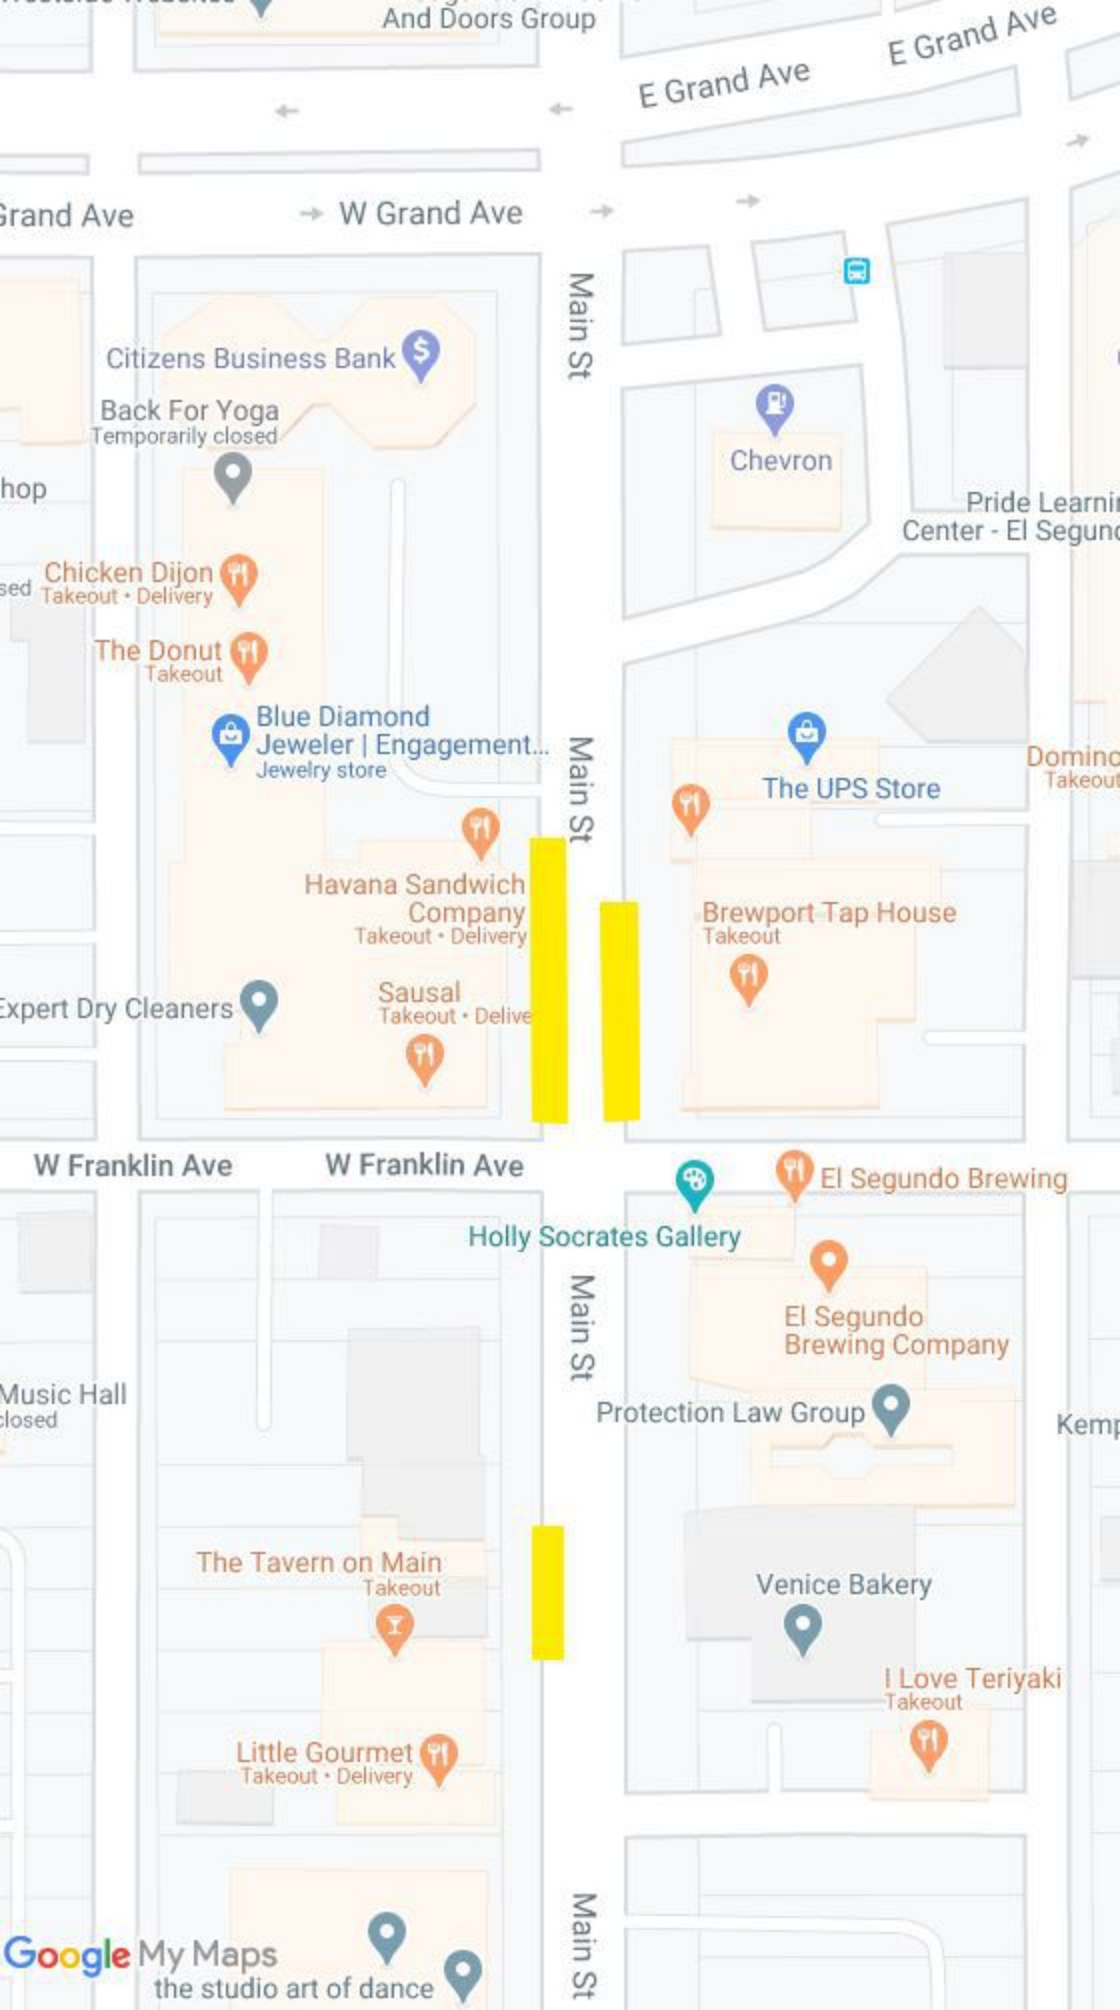 And Doors Group
E Grand Ave
E Grand Ave
Grand Ave
W Grand Ave
Main St
Citizens Business Bank
Back For Yoga
Temporarily closed
Chevron
hop
Pride Learni
Center - El Segund
sed
Chicken Dijon
Takeout • Delivery
The Donut
Takeout
Blue Diamond
Jeweler | Engagement...
Jewelry store
Main St
The UPS Store
Domino
Takeout
Havana Sandwich
Company
Takeout • Delivery
Brewport Tap House
Takeout
Sausal
Takeout • Delive
Expert Dry Cleaners
W Franklin Ave
W Franklin Ave
El Segundo Brewing
Holly Socrates Gallery
Main St
El Segundo
Brewing Company
Music Hall
closed
Protection Law Group
Kemp
The Tavern on Main
Takeout
Venice Bakery
I Love Teriyaki
Takeout
Little Gourmet
Takeout • Delivery
Main St
Google My Maps
the studio art of dance